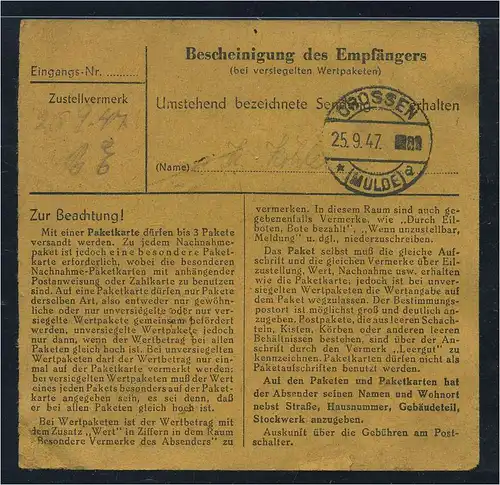 Bescheinigung des Empfängers
(bei versiegelten Wertpaketen)
Eingangs-Nr. ..........
Zustellvermerk
Umstehend bezeichnete Sendung erhalten
(Name)
CROSSEN
25.9.47.
* (MULDE) a
Zur Beachtung!
Mit einer Paketkarte dürfen bis 3 Pakete
versandt werden. Zu jedem Nachnahme-
paket ist jedoch eine besondere Paket-
karte erforderlich, wobei die besonderen
Nachnahme-Paketkarten mit anhängender
Postanweisung oder Zahlkarte zu benutzen
sind. Auf eine Paketkarte dürfen nur Pakete
derselben Art, also entweder nur gewöhn-
liche oder nur unversiegelte oder nur ver-
siegelte Wertpakete gemeinsam befördert
werden, unversiegelte Wertpakete jedoch
nur dann, wenn der Wertbetrag bei allen
Paketen gleich hoch ist. Bei unversiegelten
Wertpaketen darf der Wertbetrag nur ein-
mal auf der Paketkarte vermerkt werden;
bei versiegelten Wertpaketen muß der Wert
eines jeden Pakets besonders auf der Paket-
karte angegeben sein, es sei denn, daß
er bei allen Paketen gleich hoch ist.
Bei Wertpaketen ist der Wertbetrag mit
dem Zusatz „Wert" in Ziffern in dem Raum
„Besondere Vermerke des Absenders" zu
vermerken. In diesem Raum sind auch ge-
gebenenfalls Vermerke, wie „Durch Eil-
boten, Bote bezahlt", „Wenn unzustellbar,
Meldung" u. dgl., niederzuschreiben.
Das Paket selbst muß die gleiche Auf-
schrift und die gleichen Vermerke über Eil-
zustellung, Wert, Nachnahme usw. erhalten
wie die Paketkarte; jedoch ist bei unver-
siegelten Wertpaketen die Wertangabe auf
dem Paket wegzulassen. Der Bestimmungs-
postort ist möglichst groß und deutlich an-
zugeben. Postpakete, die aus leeren Schach-
teln, Kisten, Körben oder anderen leeren
Behältnissen bestehen, sind über der An-
schrift durch den Vermerk „Leergut" zu
kennzeichnen. Paketkarten dürfen nicht als
Paketaufschriften benutzt werden.
Auf den Paketen und Paketkarten hat
der Absender seinen Namen und Wohnort
nebst Straße, Hausnummer, Gebäudeteil,
Stockwerk anzugeben.
Auskunft über die Gebühren am Post-
schalter.